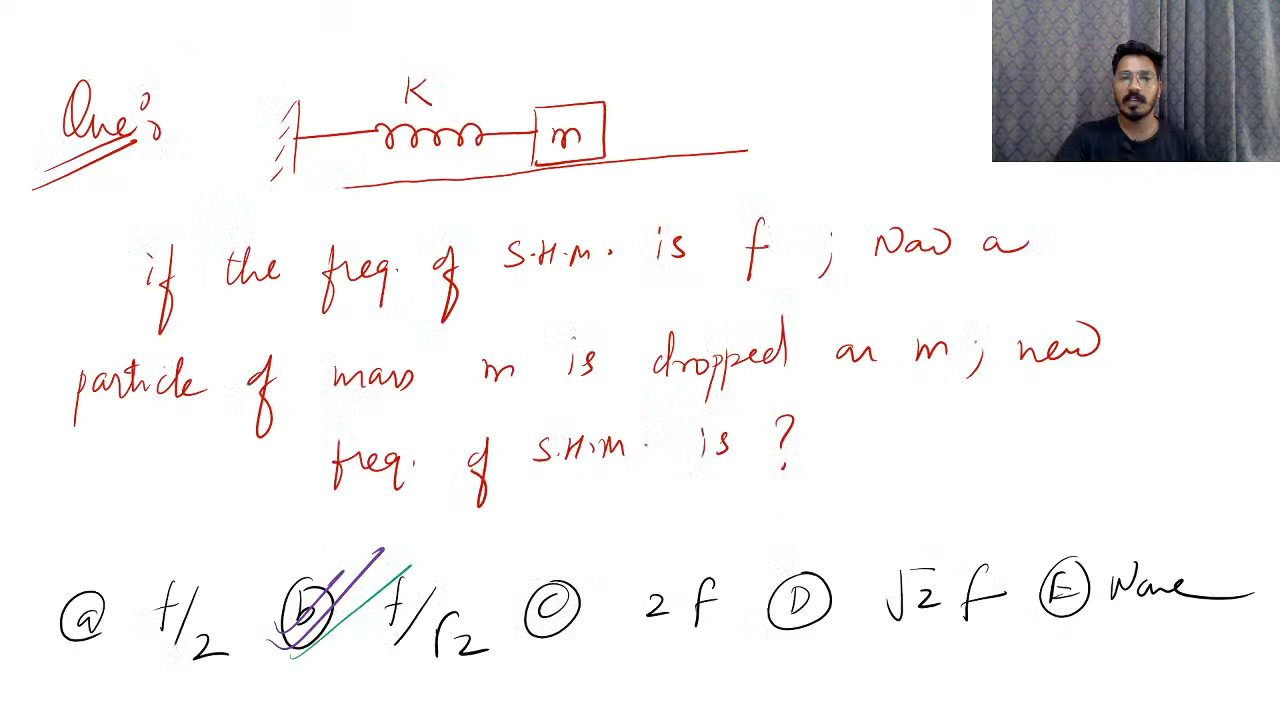 Que:
K
m
if the freq. of S.H.M. is f ; Now a
particle of mass m is dropped on m ; new
freq. of S.H.M. is ?
a f/2 b f/√2 C 2f D √2 f E None